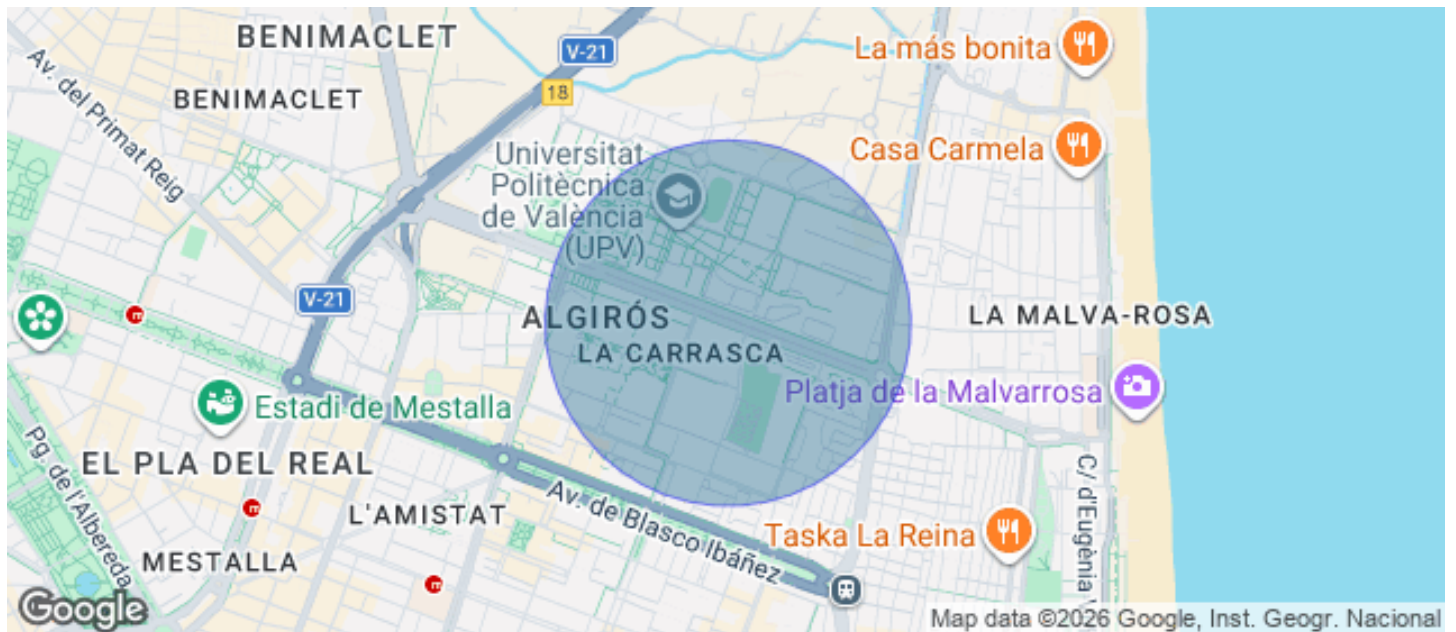 BENIMACLET
V-21
La más bonita
Av. del Primat Reig
BENIMACLET
18
Universitat
Politècnica
de València
(UPV)
Casa Carmela
V-21
ALGIRÓS
LA MALVA-ROSA
LA CARRASCA
Platja de la Malvarrosa
Estadi de Mestalla
EL PLA DEL REAL
Pg. de l'Albereda
L'AMISTAT
Av. de Blasco Ibáñez
C/ d'Eugènia
Taska La Reina
MESTALLA
Google
Map data ©2026 Google, Inst. Geogr. Nacional